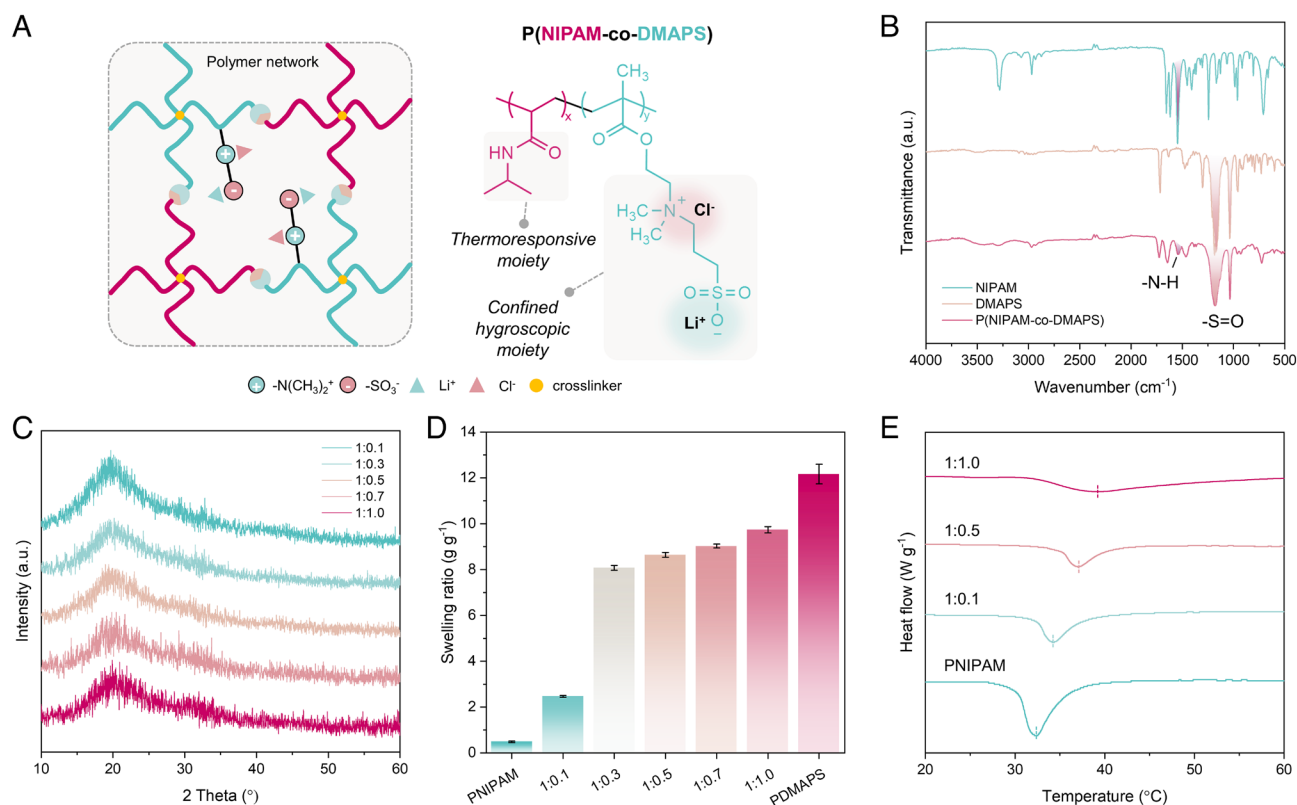 A
Polymer network
+
-
-
+
-N(CH₃)₂⁺
-SO₃⁻
Li⁺
Cl⁻
crosslinker
P(NIPAM-co-DMAPS)
CH₃
x
y
HN
O
O
O
H₃C
N⁺
H₃C
Cl⁻
O=S=O
O⁻
Li⁺
Thermoresponsive
moiety
Confined
hygroscopic
moiety
B
Transmittance (a.u.)
NIPAM
DMAPS
P(NIPAM-co-DMAPS)
-N-H
-S=O
4000 3500 3000 2500 2000 1500 1000 500
Wavenumber (cm⁻¹)
C
Intensity (a.u.)
1:0.1
1:0.3
1:0.5
1:0.7
1:1.0
10 20 30 40 50 60
2 Theta (°)
D
Swelling ratio (g g⁻¹)
14
12
10
8
6
4
2
0
PNIPAM
1:0.1
1:0.3
1:0.5
1:0.7
1:1.0
PDMAPS
E
Heat flow (W g⁻¹)
1:1.0
1:0.5
1:0.1
PNIPAM
20 30 40 50 60
Temperature (°C)